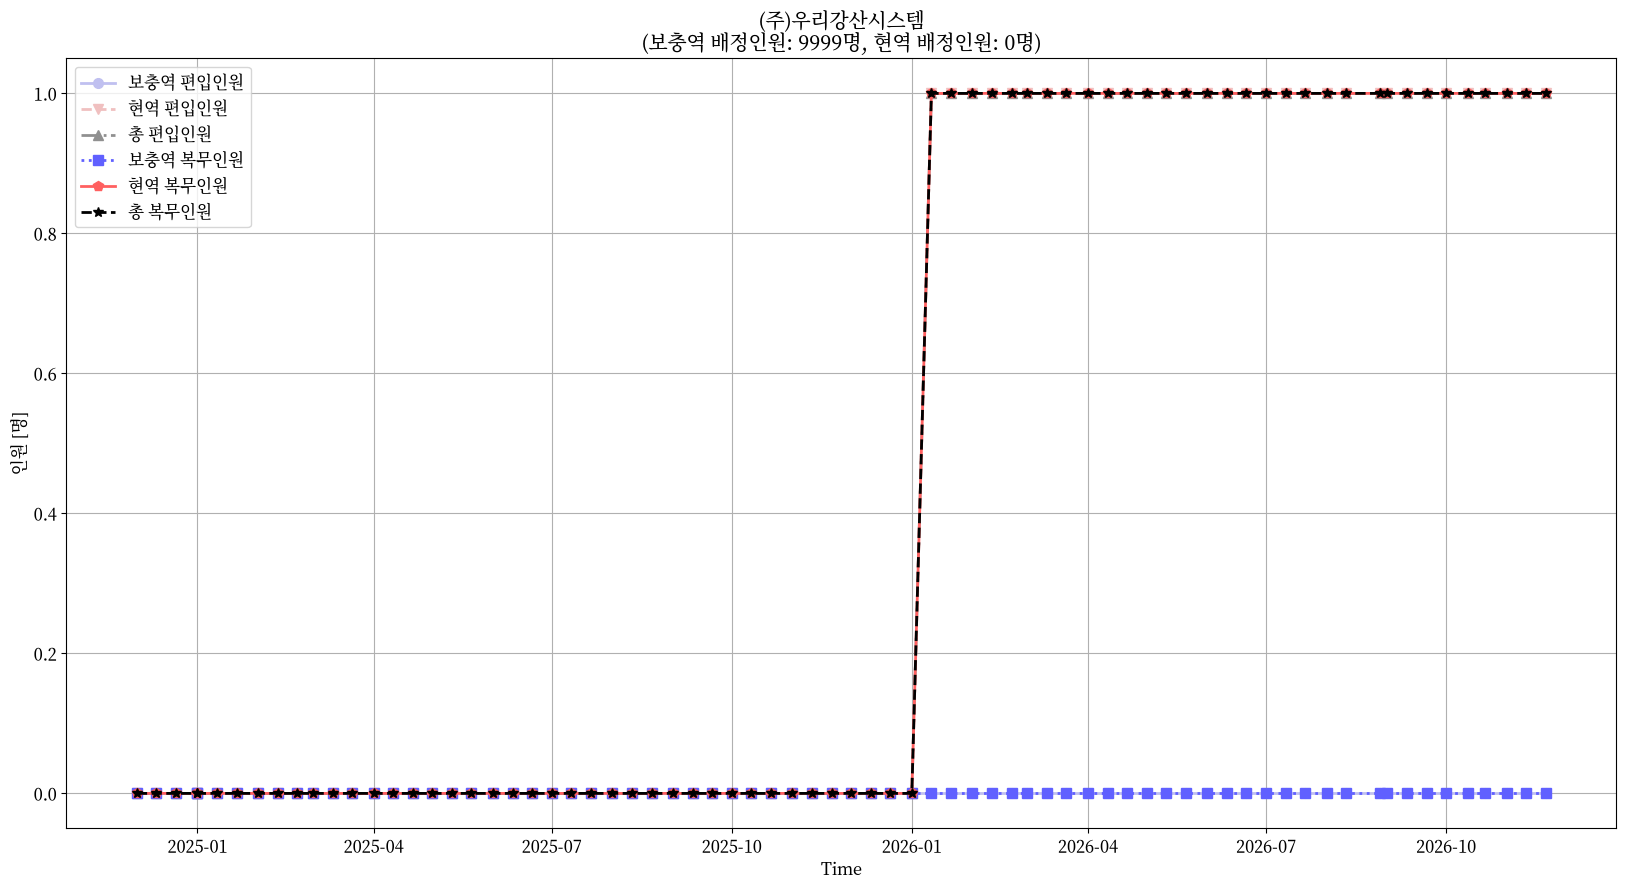 (주)우리강산시스템
(보충역 배정인원: 9999명, 현역 배정인원: 0명)
보충역 편입인원
현역 편입인원
총 편입인원
보충역 복무인원
현역 복무인원
총 복무인원
인원 [명]
1.0
0.8
0.6
0.4
0.2
0.0
2025-01
2025-04
2025-07
2025-10
2026-01
2026-04
2026-07
2026-10
Time